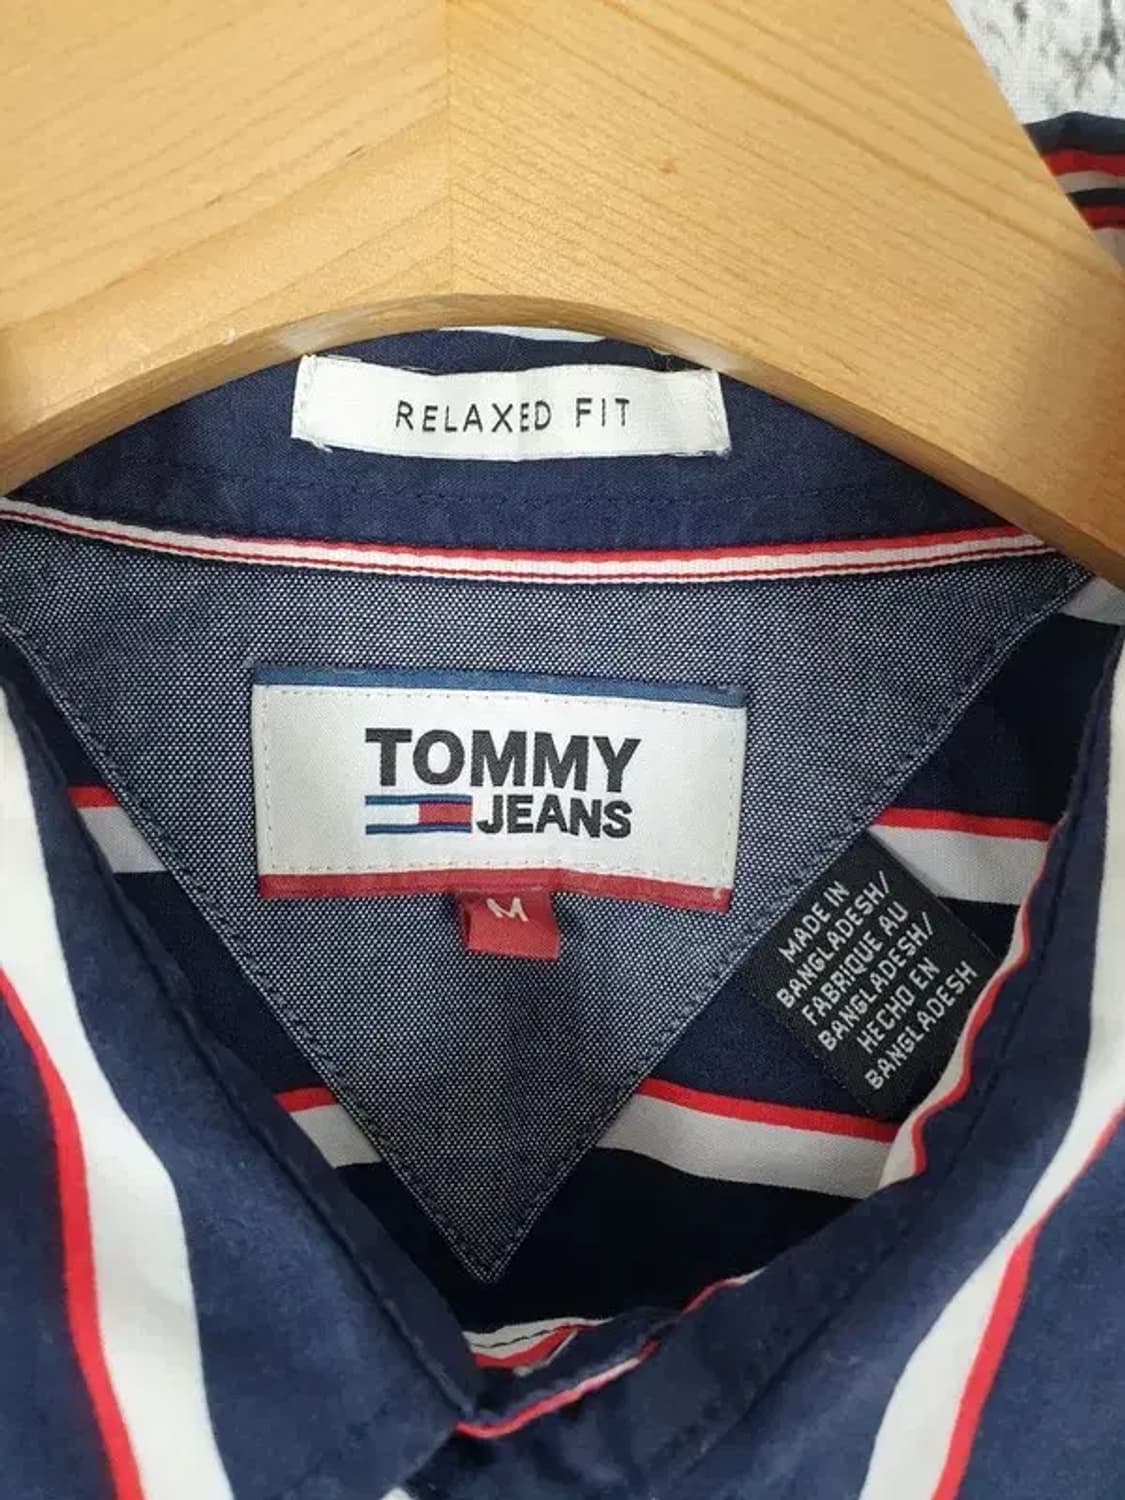 RELAXED FIT
TOMMY
JEANS
M
MADE IN
BANGLADESH/
FABRIQUE AU
BANGLADESH/
HECHO EN
BANGLADESH